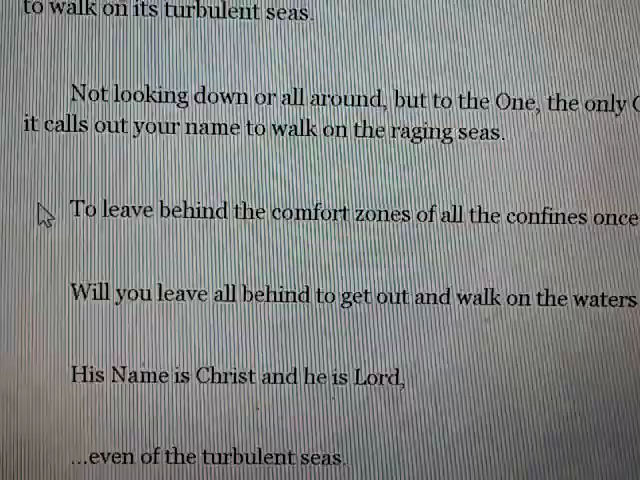 to walk on its turbulent seas.
Not looking down or all around, but to the One, the only
it calls out your name to walk on the raging seas.
To leave behind the comfort zones of all the confines once
Will you leave all behind to get out and walk on the waters
His Name is Christ and he is Lord,
...even of the turbulent seas.